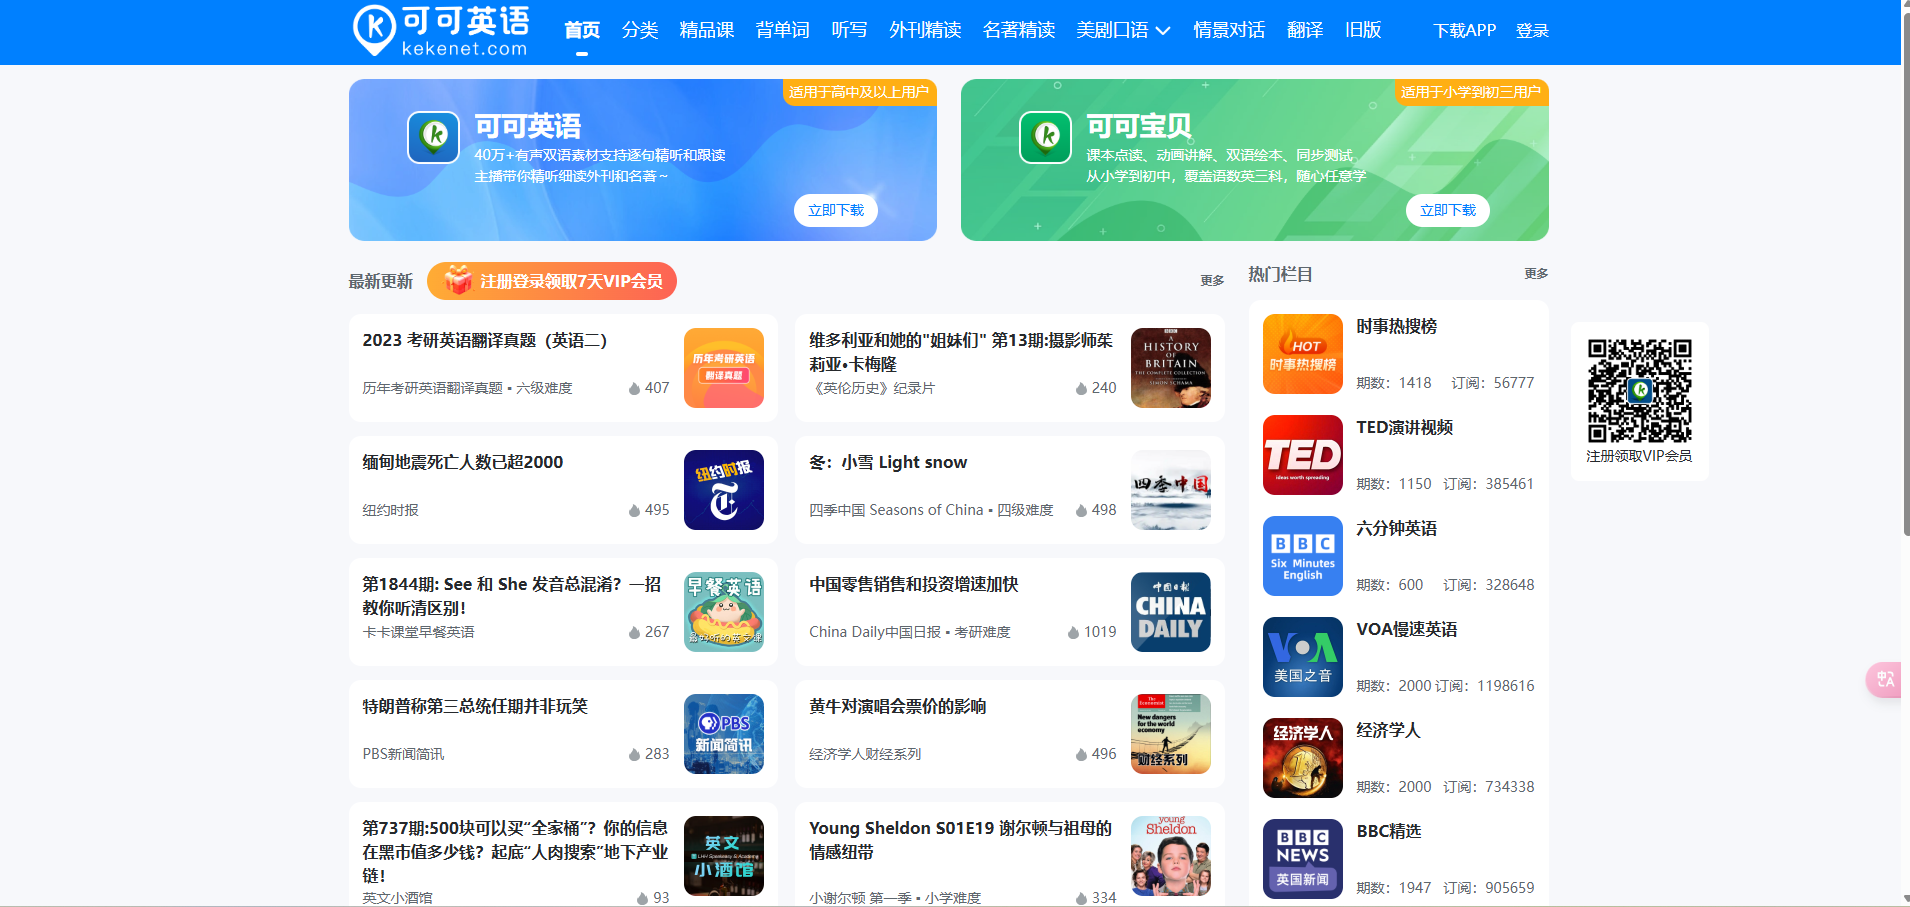 可可英语
kekenet.com
首页 分类 精品课 背单词 听写 外刊精读 名著精读 美剧口语 情景对话 翻译 旧版 下载APP 登录
适用于高中及以上用户
可可英语
40万+有声双语素材支持逐句精听和跟读
主播带你精听细读外刊和名著~
立即下载
适用于小学到初三用户
可可宝贝
课本点读、动画讲解、双语绘本、同步测试
从小学到初中，覆盖语数英三科，随心任意学
立即下载
最新更新 注册登录领取7天VIP会员 更多
2023 考研英语翻译真题（英语二）
历年考研英语翻译真题 • 六级难度 407
历年考研英语
翻译真题
维多利亚和她的"姐妹们" 第13期:摄影师茱
莉亚•卡梅隆
《英伦历史》纪录片 240
BBC
A
HISTORY
OF
BRITAIN
THE COMPLETE COLLECTION
SIMON SCHAMA
缅甸地震死亡人数已超2000
纽约时报 495
纽约时报
冬：小雪 Light snow
四季中国 Seasons of China • 四级难度 498
四季中国
第1844期: See 和 She 发音总混淆？一招
教你听清区别！
卡卡课堂早餐英语 267
早餐英语
最好听的英文课
中国零售销售和投资增速加快
China Daily中国日报 • 考研难度 1019
中国日报
CHINA
DAILY
特朗普称第三总统任期并非玩笑
PBS新闻简讯 283
PBS
新闻简讯
黄牛对演唱会票价的影响
经济学人财经系列 496
The
Economist
New dangers
for the world
economy
财经系列
第737期:500块可以买“全家桶”？你的信息
在黑市值多少钱？起底“人肉搜索”地下产业
链！
英文小酒馆 93
英文
小酒馆
Young Sheldon S01E19 谢尔顿与祖母的
情感纽带
小谢尔顿 第一季 • 小学难度 334
young
Sheldon
热门栏目 更多
HOT
时事热搜榜
时事热搜榜
期数：1418 订阅：56777
TED
ideas worth spreading
TED演讲视频
期数：1150 订阅：385461
BBC
Six Minutes
English
六分钟英语
期数：600 订阅：328648
VOA
美国之音
VOA慢速英语
期数：2000 订阅：1198616
经济学人
经济学人
期数：2000 订阅：734338
BBC
NEWS
英国新闻
BBC精选
期数：1947 订阅：905659
注册领取VIP会员